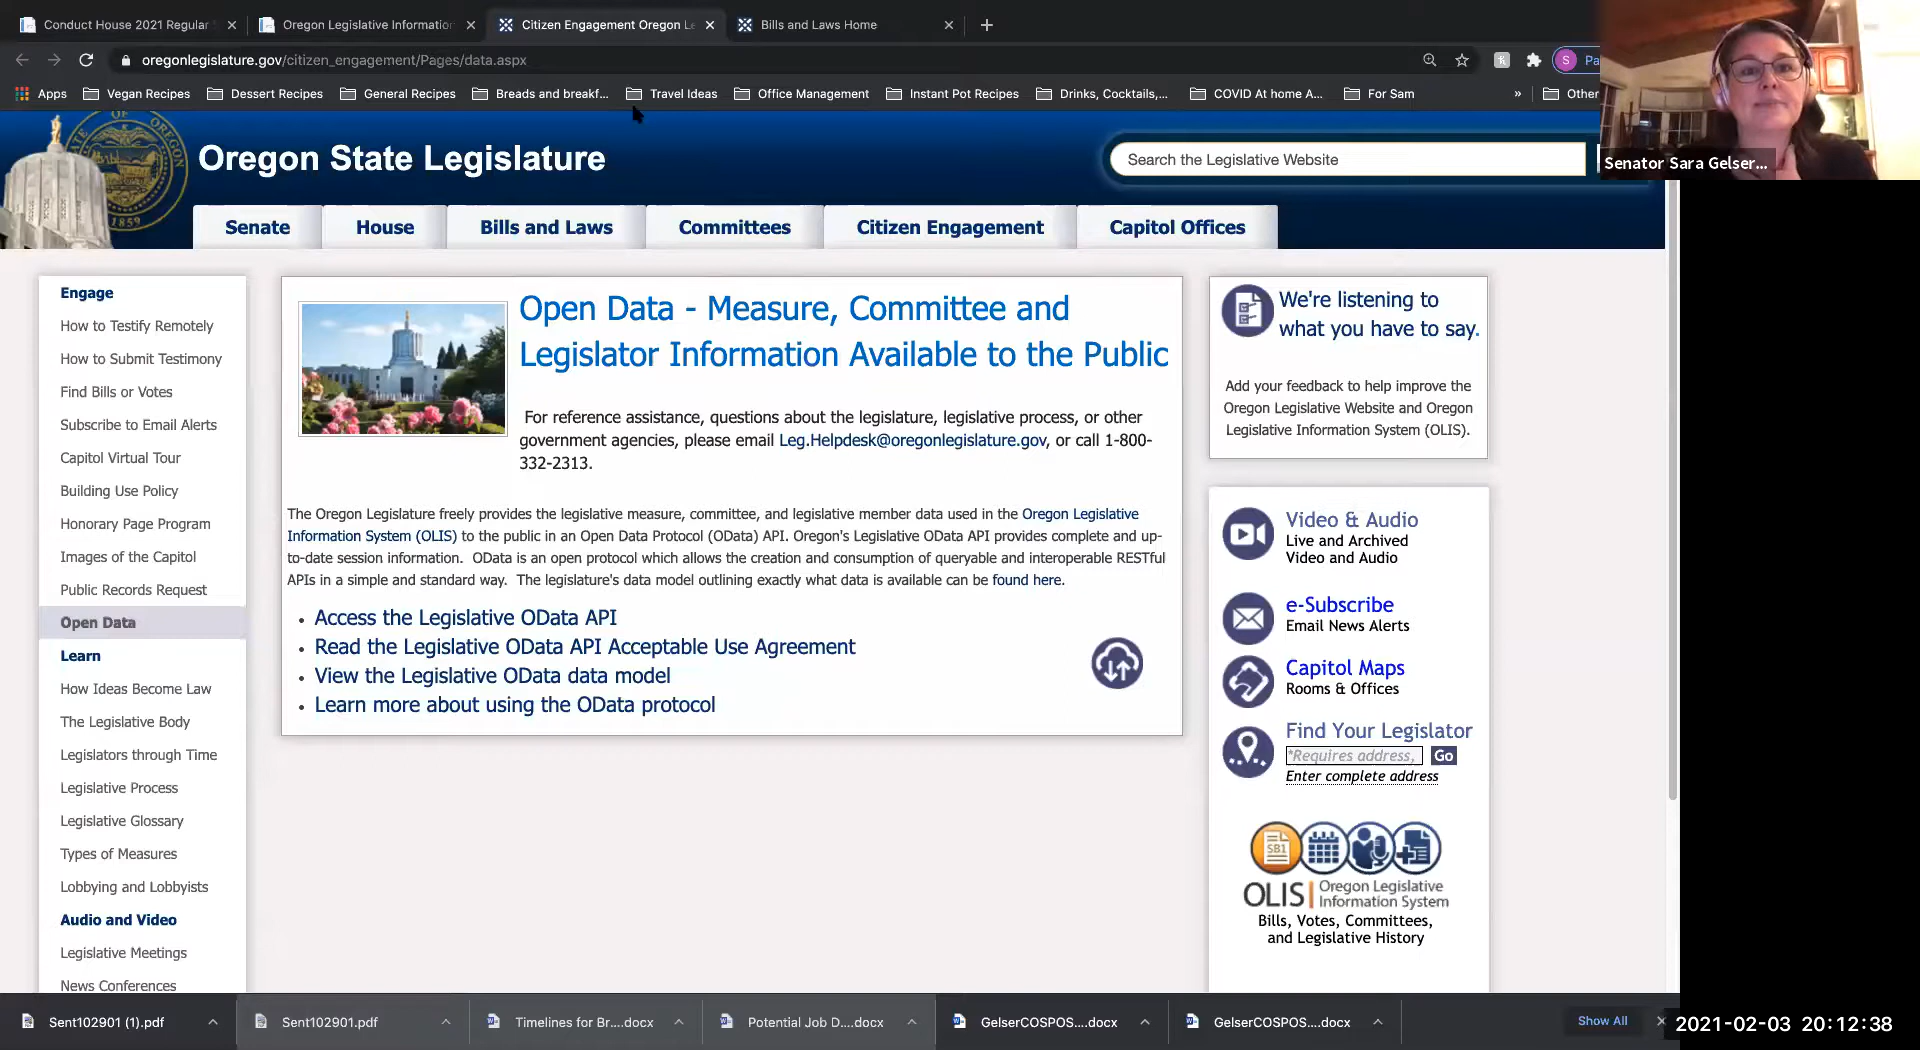 Conduct House 2021 Regular
Oregon Legislative Information
Citizen Engagement Oregon Le
Bills and Laws Home
oregonlegislature.gov/citizen_engagement/Pages/data.aspx
S
Pa
Apps
Vegan Recipes
Dessert Recipes
General Recipes
Breads and breakf...
Travel Ideas
Office Management
Instant Pot Recipes
Drinks, Cocktails,...
COVID At home A...
For Sam
»
Other
Senator Sara Gelser...
1859
Oregon State Legislature
Search the Legislative Website
Senate
House
Bills and Laws
Committees
Citizen Engagement
Capitol Offices
Engage
How to Testify Remotely
How to Submit Testimony
Find Bills or Votes
Subscribe to Email Alerts
Capitol Virtual Tour
Building Use Policy
Honorary Page Program
Images of the Capitol
Public Records Request
Open Data
Learn
How Ideas Become Law
The Legislative Body
Legislators through Time
Legislative Process
Legislative Glossary
Types of Measures
Lobbying and Lobbyists
Audio and Video
Legislative Meetings
News Conferences
Open Data - Measure, Committee and
Legislator Information Available to the Public
For reference assistance, questions about the legislature, legislative process, or other
government agencies, please email Leg.Helpdesk@oregonlegislature.gov, or call 1-800-
332-2313.
The Oregon Legislature freely provides the legislative measure, committee, and legislative member data used in the Oregon Legislative
Information System (OLIS) to the public in an Open Data Protocol (OData) API. Oregon's Legislative OData API provides complete and up-
to-date session information. OData is an open protocol which allows the creation and consumption of queryable and interoperable RESTful
APIs in a simple and standard way. The legislature's data model outlining exactly what data is available can be found here.
• Access the Legislative OData API
• Read the Legislative OData API Acceptable Use Agreement
• View the Legislative OData data model
• Learn more about using the OData protocol
We're listening to
what you have to say.
Add your feedback to help improve the
Oregon Legislative Website and Oregon
Legislative Information System (OLIS).
Video & Audio
Live and Archived
Video and Audio
e-Subscribe
Email News Alerts
Capitol Maps
Rooms & Offices
Find Your Legislator
*Requires address,
Go
Enter complete address
SB1
OLIS Oregon Legislative
Information System
Bills, Votes, Committees,
and Legislative History
Sent102901 (1).pdf
Sent102901.pdf
Timelines for Br....docx
Potential Job D....docx
GelserCOSPOS....docx
GelserCOSPOS....docx
Show All
2021-02-03 20:12:38